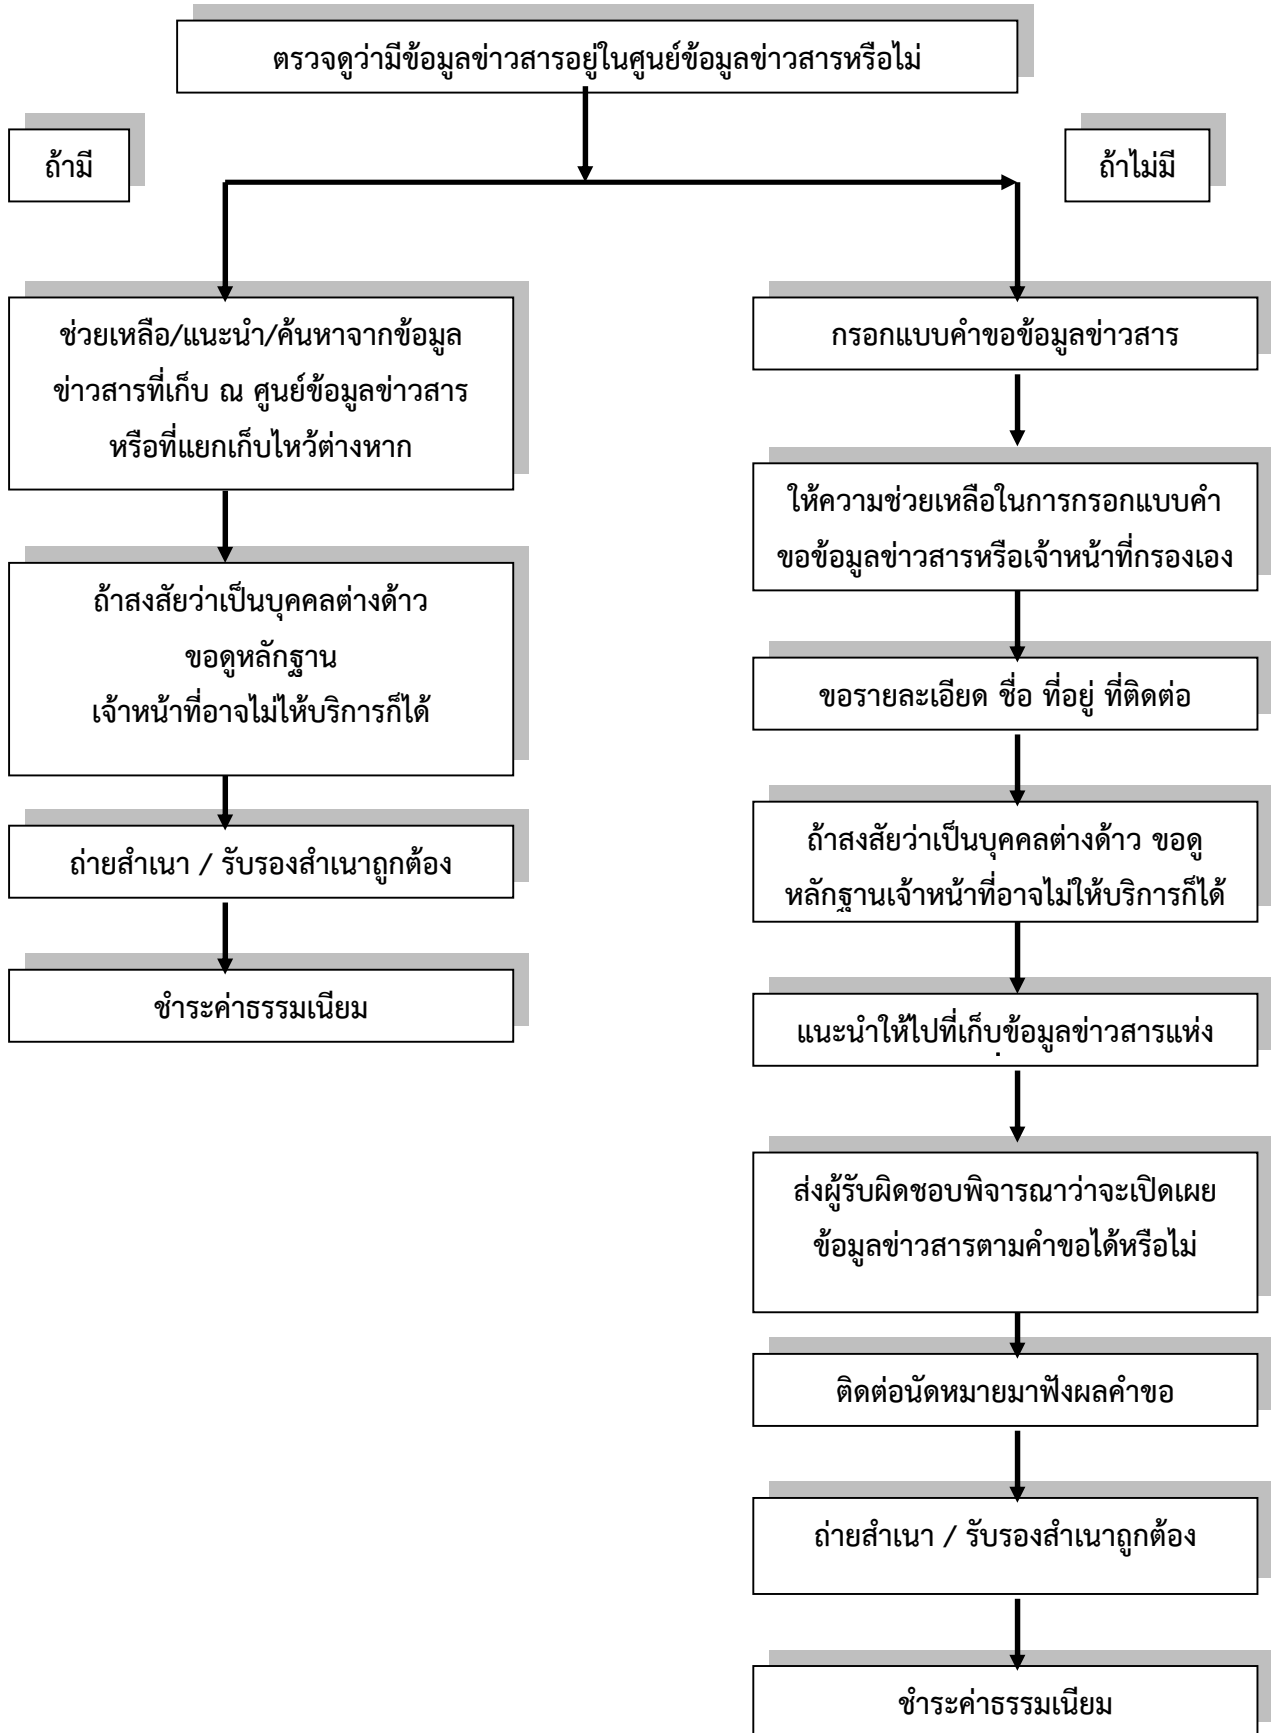 ตรวจดูว่ามีข้อมูลข่าวสารอยู่ในศูนย์ข้อมูลข่าวสารหรือไม่
ถ้ามี
ถ้าไม่มี
ช่วยเหลือ/แนะนำ/ค้นหาจากข้อมูล
ข่าวสารที่เก็บ ณ ศูนย์ข้อมูลข่าวสาร
หรือที่แยกเก็บไหว้ต่างหาก
ถ้าสงสัยว่าเป็นบุคคลต่างด้าว
ขอดูหลักฐาน
เจ้าหน้าที่อาจไม่ไห้บริการก็ได้
ถ่ายสำเนา / รับรองสำเนาถูกต้อง
ชำระค่าธรรมเนียม
กรอกแบบคำขอข้อมูลข่าวสาร
ให้ความช่วยเหลือในการกรอกแบบคำ
ขอข้อมูลข่าวสารหรือเจ้าหน้าที่กรองเอง
ขอรายละเอียด ชื่อ ที่อยู่ ที่ติดต่อ
ถ้าสงสัยว่าเป็นบุคคลต่างด้าว ขอดู
หลักฐานเจ้าหน้าที่อาจไม่ให้บริการก็ได้
แนะนำให้ไปที่เก็บข้อมูลข่าวสารแห่ง
ส่งผู้รับผิดชอบพิจารณาว่าจะเปิดเผย
ข้อมูลข่าวสารตามคำขอได้หรือไม่
ติดต่อนัดหมายมาฟังผลคำขอ
ถ่ายสำเนา / รับรองสำเนาถูกต้อง
ชำระค่าธรรมเนียม